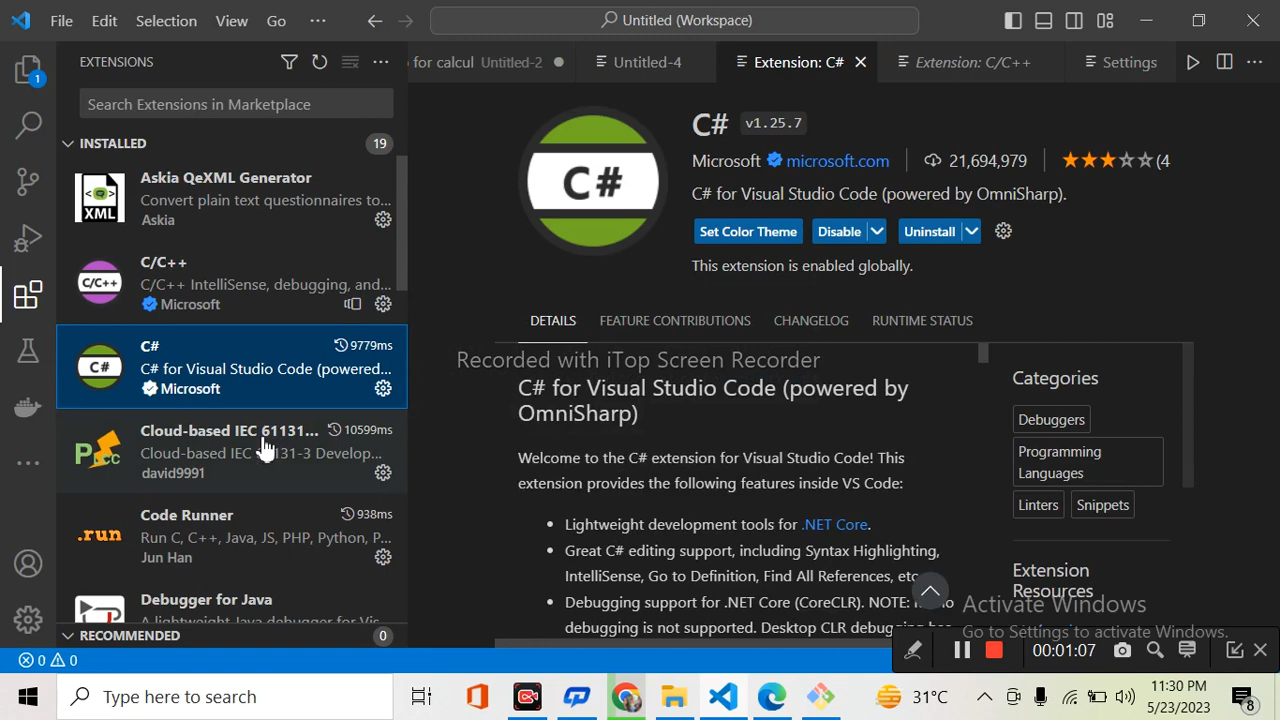 File Edit Selection View Go ··· Untitled (Workspace)
EXTENSIONS
for calcul Untitled-2 Untitled-4 Extension: C# Extension: C/C++ Settings
1
Search Extensions in Marketplace
INSTALLED 19
Askia QeXML Generator
Convert plain text questionnaires to...
Askia
XML
C/C++
C/C++ IntelliSense, debugging, and...
Microsoft
C/C++
C# 9779ms
C# for Visual Studio Code (powered...
Microsoft
C#
Cloud-based IEC 61131... 10599ms
Cloud-based IEC 61131-3 Develop...
david9991
Code Runner 938ms
Run C, C++, Java, JS, PHP, Python, P...
Jun Han
.run
Debugger for Java
A lightweight Java debugger for Vis...
RECOMMENDED 0
C#
C# v1.25.7
Microsoft microsoft.com 21,694,979 (4
C# for Visual Studio Code (powered by OmniSharp).
Set Color Theme Disable Uninstall
This extension is enabled globally.
DETAILS FEATURE CONTRIBUTIONS CHANGELOG RUNTIME STATUS
Recorded with iTop Screen Recorder
C# for Visual Studio Code (powered by
OmniSharp)
Welcome to the C# extension for Visual Studio Code! This
extension provides the following features inside VS Code:
• Lightweight development tools for .NET Core.
• Great C# editing support, including Syntax Highlighting,
IntelliSense, Go to Definition, Find All References, etc
• Debugging support for .NET Core (CoreCLR). NOTE:
debugging is not supported. Desktop CLR debugging has
Categories
Debuggers
Programming
Languages
Linters Snippets
Extension
Resources
Activate Windows
Go to Settings to activate Windows.
00:01:07
0 0
Type here to search
31°C
11:30 PM
5/23/2023
8